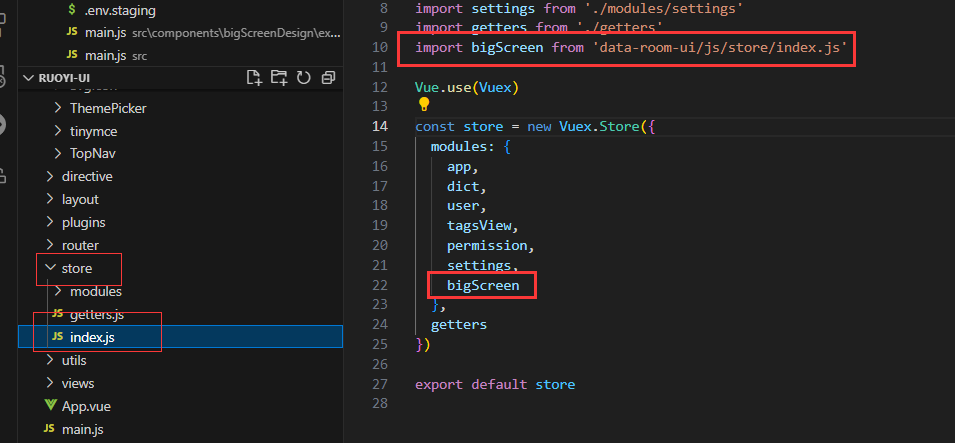 .env.staging
main.js src\components\bigScreenDesign\ex...
main.js src
RUOYI-UI
ThemePicker
tinymce
TopNav
directive
layout
plugins
router
store
modules
JS getters.js
JS index.js
utils
views
App.vue
JS main.js
8 import settings from './modules/settings'
9 import getters from './getters'
10 import bigScreen from 'data-room-ui/js/store/index.js'
11
12 Vue.use(Vuex)
13
14 const store = new Vuex.Store({
15 modules: {
16 app,
17 dict,
18 user,
19 tagsView,
20 permission,
21 settings,
22 bigScreen
23 },
24 getters
25 })
26
27 export default store
28